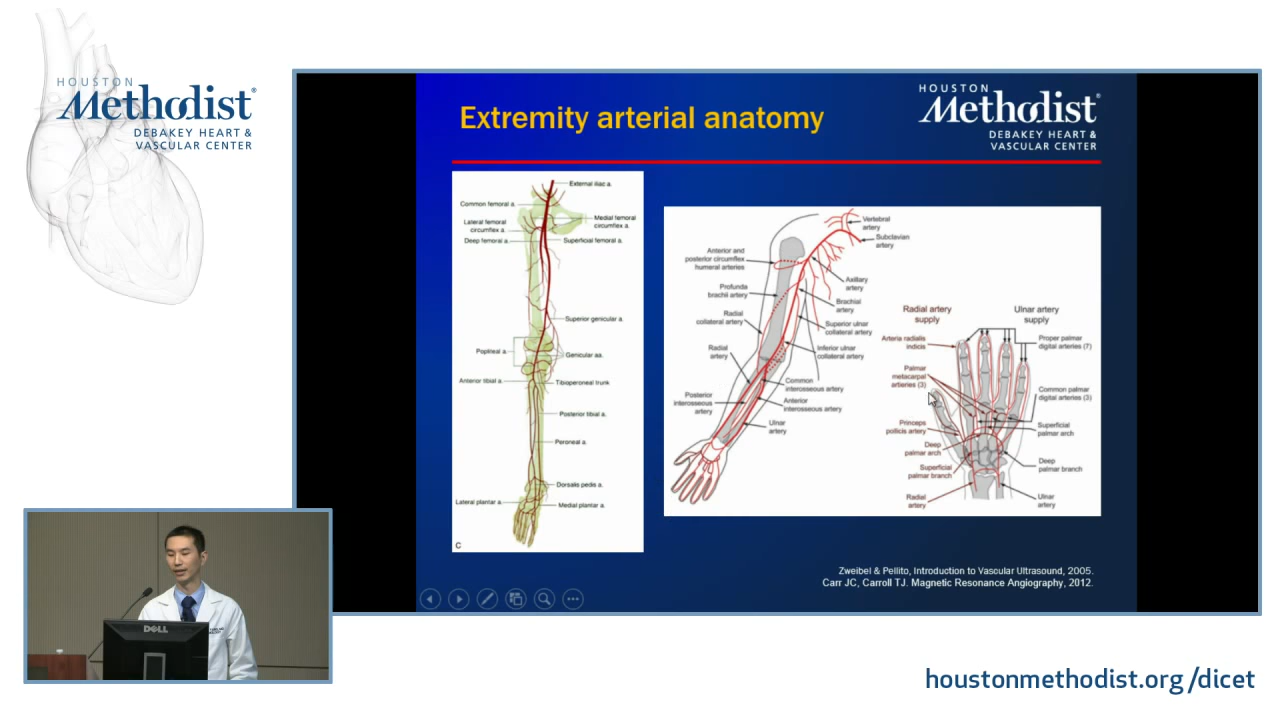 HOUSTON
Methodist®
DEBAKEY HEART &
VASCULAR CENTER
Extremity arterial anatomy
HOUSTON
Methodist®
DEBAKEY HEART &
VASCULAR CENTER
External iliac a.
Common femoral a.
Lateral femoral
circumflex a.
Medial femoral
circumflex a.
Deep femoral a.
Superficial femoral a.
Superior genicular a.
Popliteal a.
Genicular aa.
Anterior tibial a.
Tibioperoneal trunk
Posterior tibial a.
Peroneal a.
Dorsalis pedis a.
Lateral plantar a.
Medial plantar a.
C
Vertebral
artery
Subclavian
artery
Anterior and
posterior circumflex
humeral arteries
Axillary
artery
Profunda
brachii artery
Brachial
artery
Radial
collateral artery
Superior ulnar
collateral artery
Radial
artery
Inferior ulnar
collateral artery
Common
interosseous artery
Posterior
interosseous
artery
Anterior
interosseous artery
Ulnar
artery
Radial artery
supply
Ulnar artery
supply
Arteria radialis
indicis
Proper palmar
digital arteries (7)
Palmar
metacarpal
arteries (3)
Common palmar
digital arteries (3)
Princeps
pollicis artery
Superficial
palmar arch
Deep
palmar arch
Deep
palmar branch
Superficial
palmar branch
Radial
artery
Ulnar
artery
Zweibel & Pellito, Introduction to Vascular Ultrasound, 2005.
Carr JC, Carroll TJ. Magnetic Resonance Angiography, 2012.
DELL
houstonmethodist.org/dicet